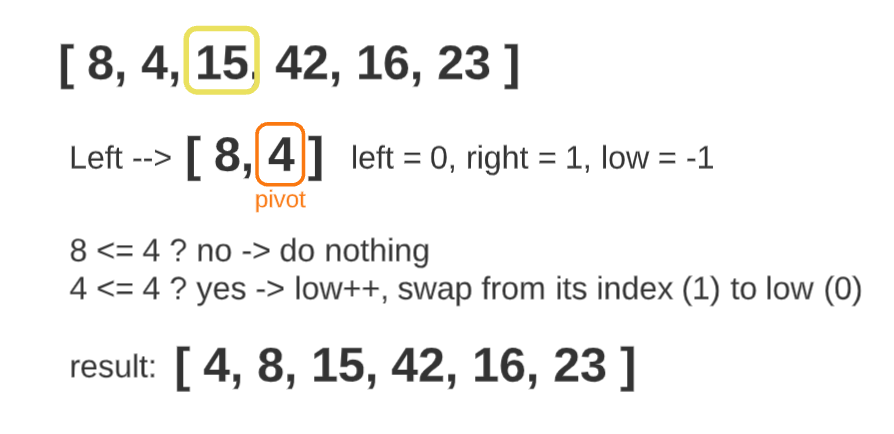 [ 8, 4, 15, 42, 16, 23 ]
Left --> [ 8, 4 ] left = 0, right = 1, low = -1
pivot
8 <= 4 ? no -> do nothing
4 <= 4 ? yes -> low++, swap from its index (1) to low (0)
result: [ 4, 8, 15, 42, 16, 23 ]